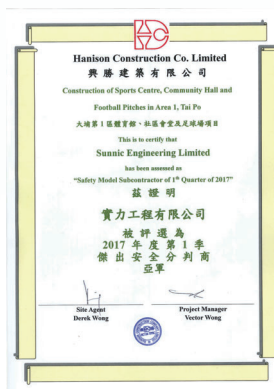 Hanison Construction Co. Limited
興勝建築有限公司
Construction of Sports Centre, Community Hall and
Football Pitches in Area 1, Tai Po
大埔第1區體育館、社區會堂及足球場項目
This is to certify that
Sunnic Engineering Limited
has been amemed as
"Safety Model Subcontractor of 1th Quarter of 2017"
茲證明
實力工程有限公司
被評選為
2017年度第1季
傑出安全分判商
亞軍
Site Agent
Derek Wong
Project Manager
Vector Wong